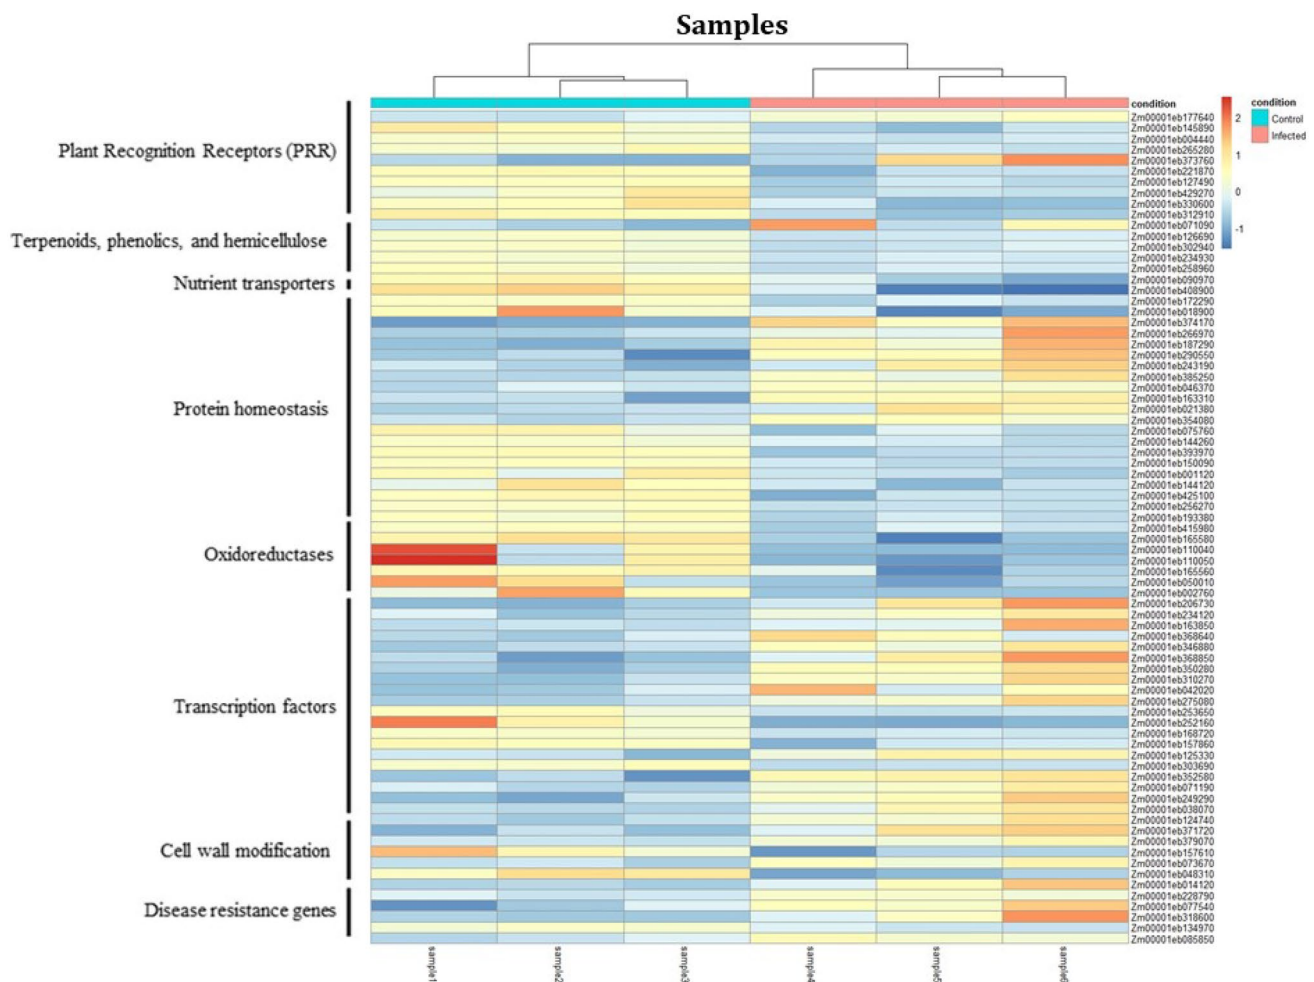 Samples
condition
condition
Control
Infected
2
1
0
-1
Plant Recognition Receptors (PRR)
Terpenoids, phenolics, and hemicellulose
Nutrient transporters
Protein homeostasis
Oxidoreductases
Transcription factors
Cell wall modification
Disease resistance genes
Zm00001eb177640
Zm00001eb145890
Zm00001eb004440
Zm00001eb265280
Zm00001eb373760
Zm00001eb221870
Zm00001eb127490
Zm00001eb429270
Zm00001eb330600
Zm00001eb312910
Zm00001eb071090
Zm00001eb126690
Zm00001eb302940
Zm00001eb234930
Zm00001eb258960
Zm00001eb090970
Zm00001eb408900
Zm00001eb172290
Zm00001eb018900
Zm00001eb374170
Zm00001eb266970
Zm00001eb187290
Zm00001eb290550
Zm00001eb243190
Zm00001eb385250
Zm00001eb046370
Zm00001eb163310
Zm00001eb021380
Zm00001eb354080
Zm00001eb075760
Zm00001eb144260
Zm00001eb393970
Zm00001eb150090
Zm00001eb001120
Zm00001eb144120
Zm00001eb425100
Zm00001eb256270
Zm00001eb193380
Zm00001eb415980
Zm00001eb165580
Zm00001eb110040
Zm00001eb110050
Zm00001eb165560
Zm00001eb050010
Zm00001eb002760
Zm00001eb206730
Zm00001eb234120
Zm00001eb163850
Zm00001eb368640
Zm00001eb346880
Zm00001eb368850
Zm00001eb350280
Zm00001eb310270
Zm00001eb042020
Zm00001eb275080
Zm00001eb253650
Zm00001eb252160
Zm00001eb168720
Zm00001eb157860
Zm00001eb125330
Zm00001eb303690
Zm00001eb352580
Zm00001eb071190
Zm00001eb249290
Zm00001eb038070
Zm00001eb124740
Zm00001eb371720
Zm00001eb379070
Zm00001eb157610
Zm00001eb073670
Zm00001eb048310
Zm00001eb014120
Zm00001eb228790
Zm00001eb077540
Zm00001eb318600
Zm00001eb134970
Zm00001eb085850
sample1
sample2
sample3
sample4
sample5
sample6